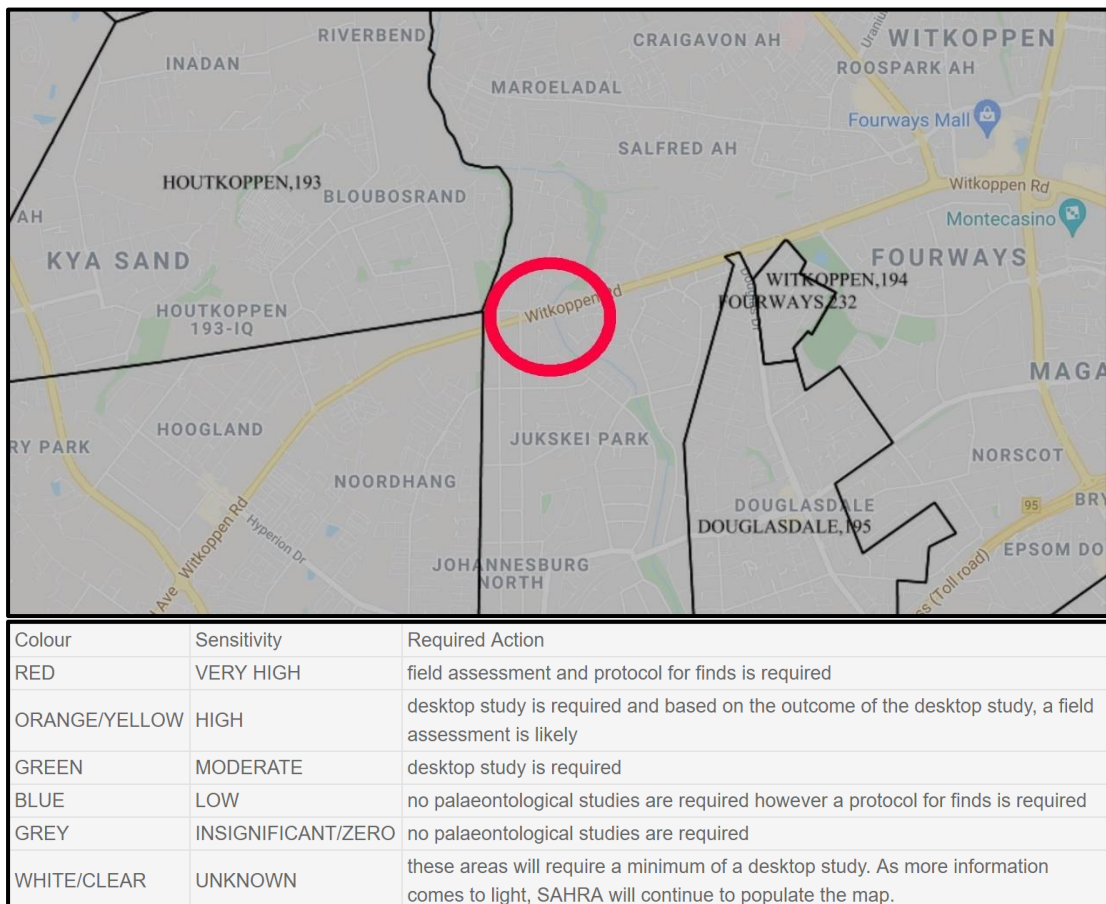 RIVERBEND
CRAIGAVON AH
Uraniu
WITKOPPEN
INADAN
ROOSPARK AH
MAROELADAL
Fourways Mall
SALFRED AH
HOUTKOPPEN,193
BLOUBOSRAND
Witkoppen Rd
AH
Montecasino
KYA SAND
FOURWAYS
WITKOPPEN,194
FOURWAYS,232
Witkoppen Rd
HOUTKOPPEN
193-IQ
Douglas Dr
MAGA
HOOGLAND
JUKSKEI PARK
RY PARK
NORSCOT
NOORDHANG
DOUGLASDALE
95
BRY
DOUGLASDALE,195
Witkoppen Rd
Hyperion Dr
EPSOM DO
JOHANNESBURG
NORTH
Ave
ss (Toll road)
Colour Sensitivity Required Action
RED VERY HIGH field assessment and protocol for finds is required
ORANGE/YELLOW HIGH desktop study is required and based on the outcome of the desktop study, a field
assessment is likely
GREEN MODERATE desktop study is required
BLUE LOW no palaeontological studies are required however a protocol for finds is required
GREY INSIGNIFICANT/ZERO no palaeontological studies are required
WHITE/CLEAR UNKNOWN these areas will require a minimum of a desktop study. As more information
comes to light, SAHRA will continue to populate the map.